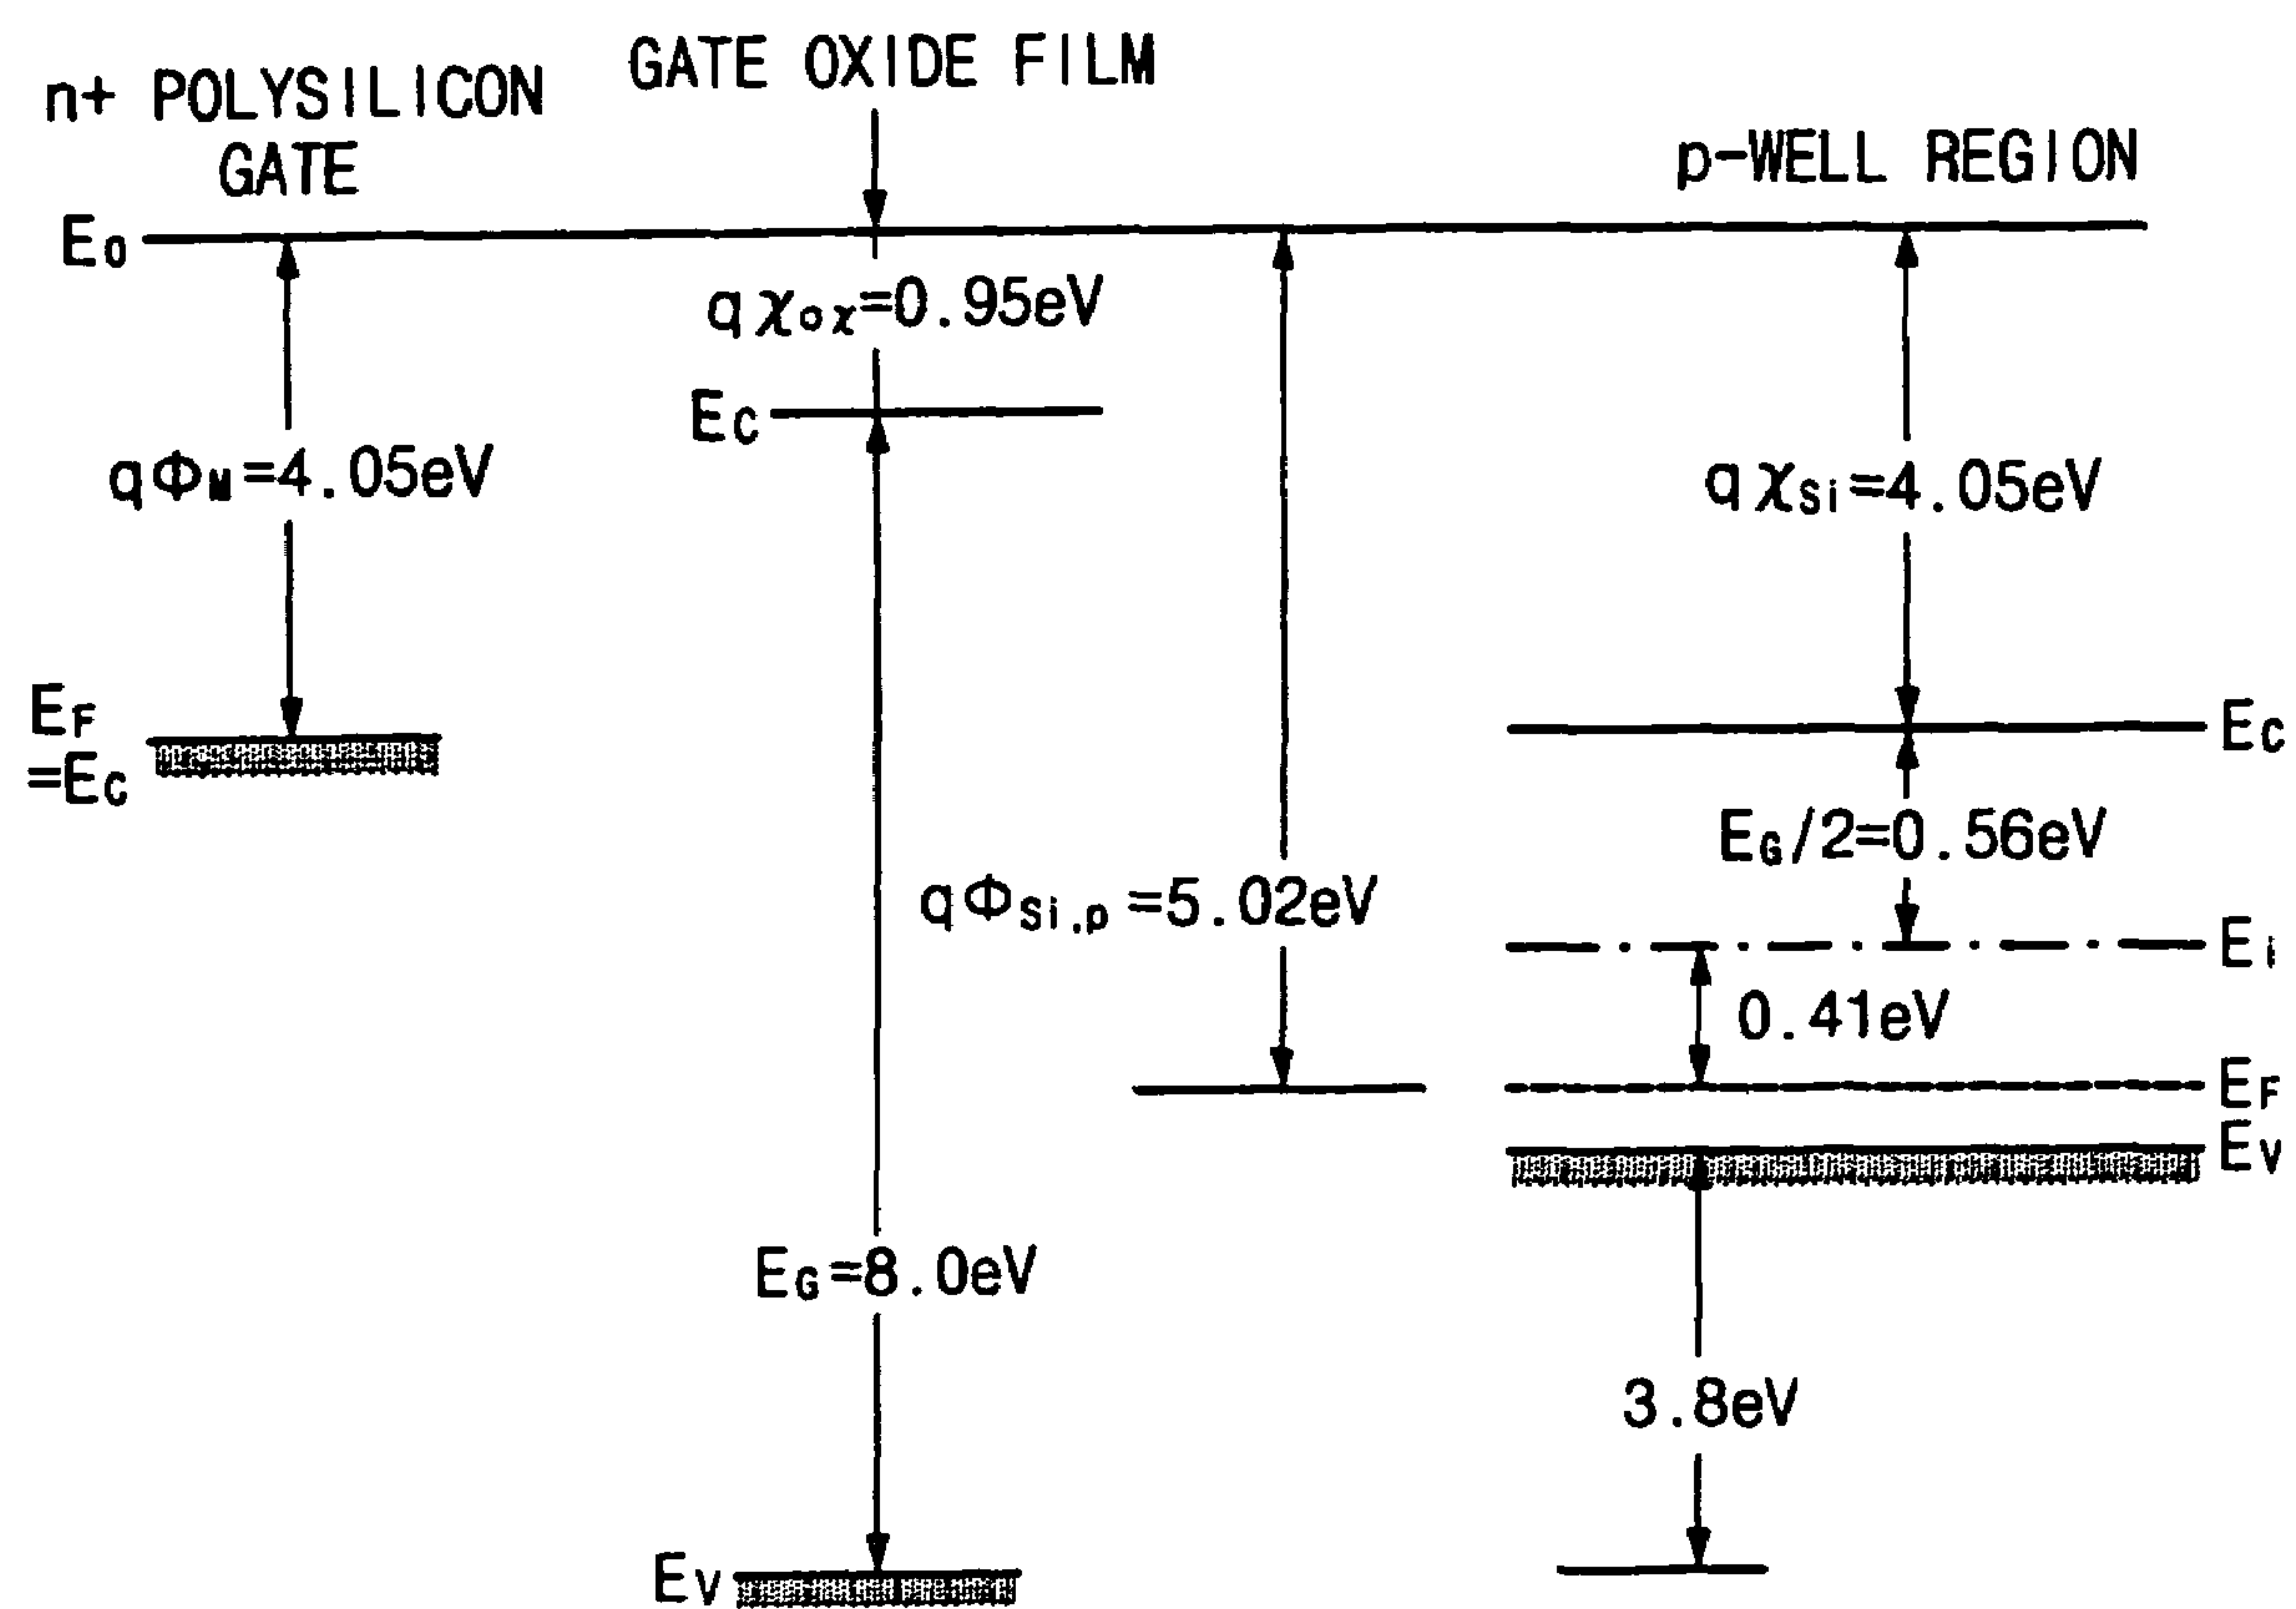 n+ POLYSILICON
GATE
GATE OXIDE FILM
p-WELL REGION
E0
qχox=0.95eV
EC
qΦM=4.05eV
qχSi=4.05eV
EF
=EC
EC
EG/2=0.56eV
qΦSi,p=5.02eV
Ei
0.41eV
EF
EV
EG=8.0eV
3.8eV
EV